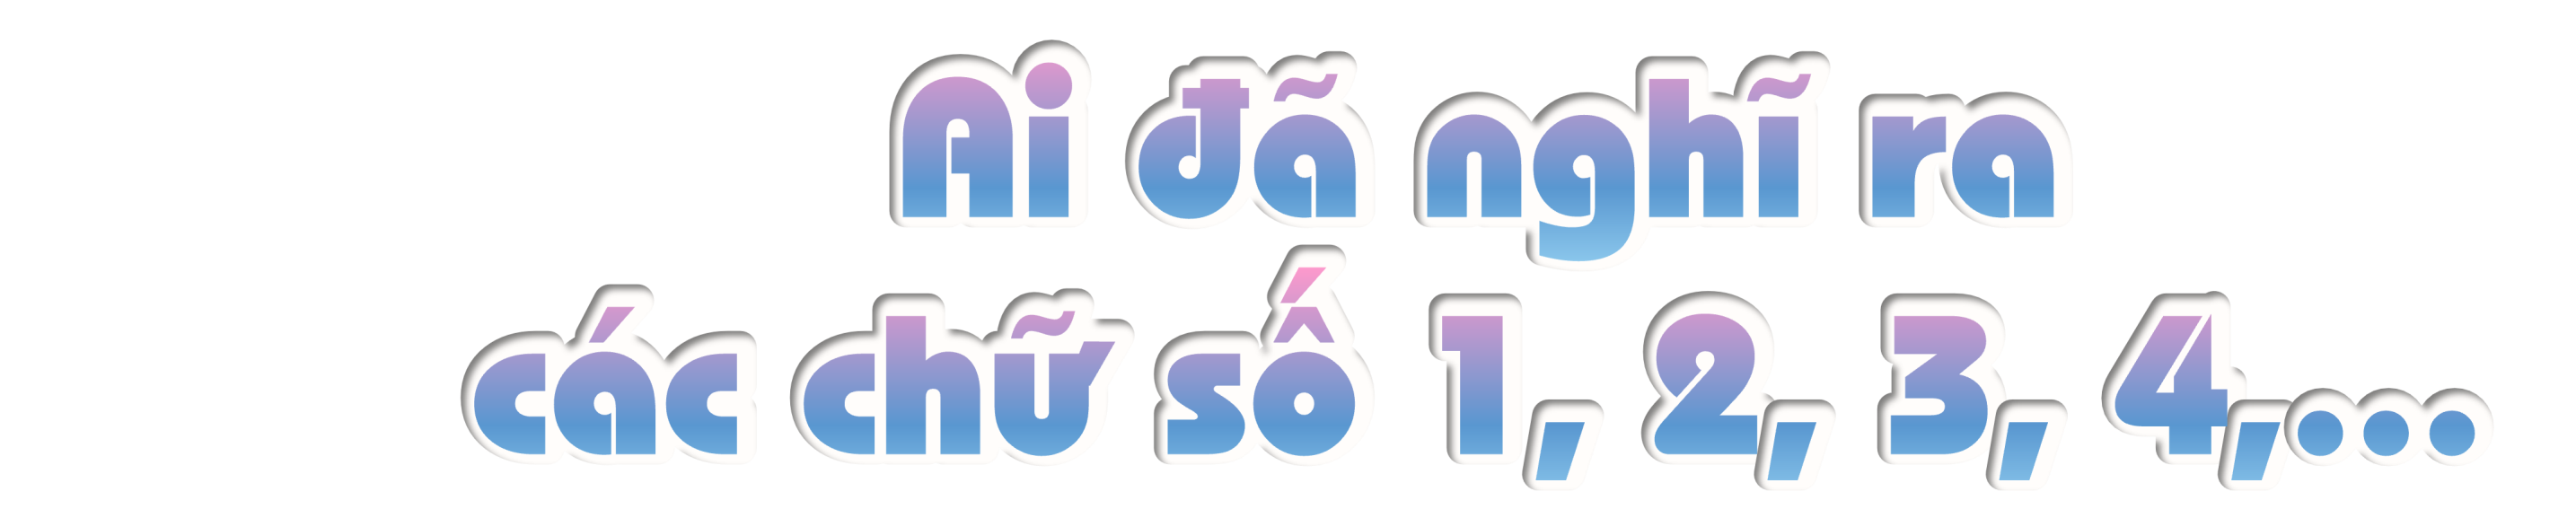 Ai đã nghĩ ra
các chữ số 1, 2, 3, 4,...